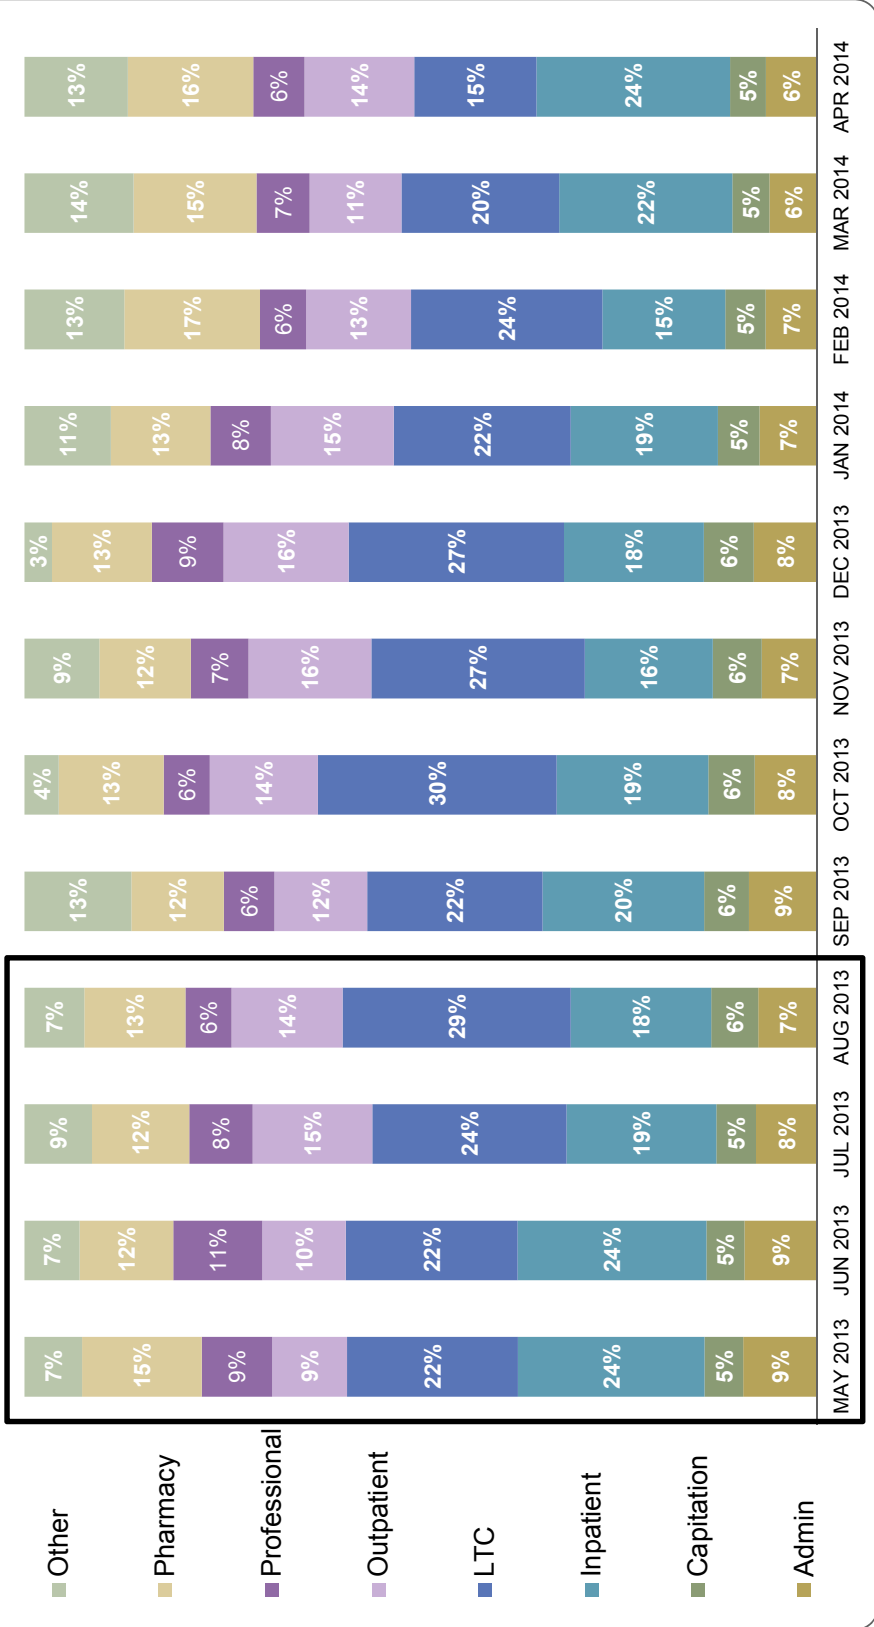 Other
Pharmacy
Professional
Outpatient
LTC
Inpatient
Capitation
Admin
7% 7% 9% 7% 13% 4% 9% 3% 11% 13% 14% 13%
15% 12% 12% 13% 12% 13% 12% 13% 13% 17% 15% 16%
9% 11% 8% 6% 6% 6% 7% 9% 8% 6% 7% 6%
9% 10% 15% 14% 12% 14% 16% 16% 15% 13% 11% 14%
22% 22% 24% 29% 22% 30% 27% 27% 22% 24% 20% 15%
24% 24% 19% 18% 20% 19% 16% 18% 19% 15% 22% 24%
5% 5% 5% 6% 6% 6% 6% 6% 5% 5% 5% 5%
9% 9% 8% 7% 9% 8% 7% 8% 7% 7% 6% 6%
MAY 2013 JUN 2013 JUL 2013 AUG 2013 SEP 2013 OCT 2013 NOV 2013 DEC 2013 JAN 2014 FEB 2014 MAR 2014 APR 2014